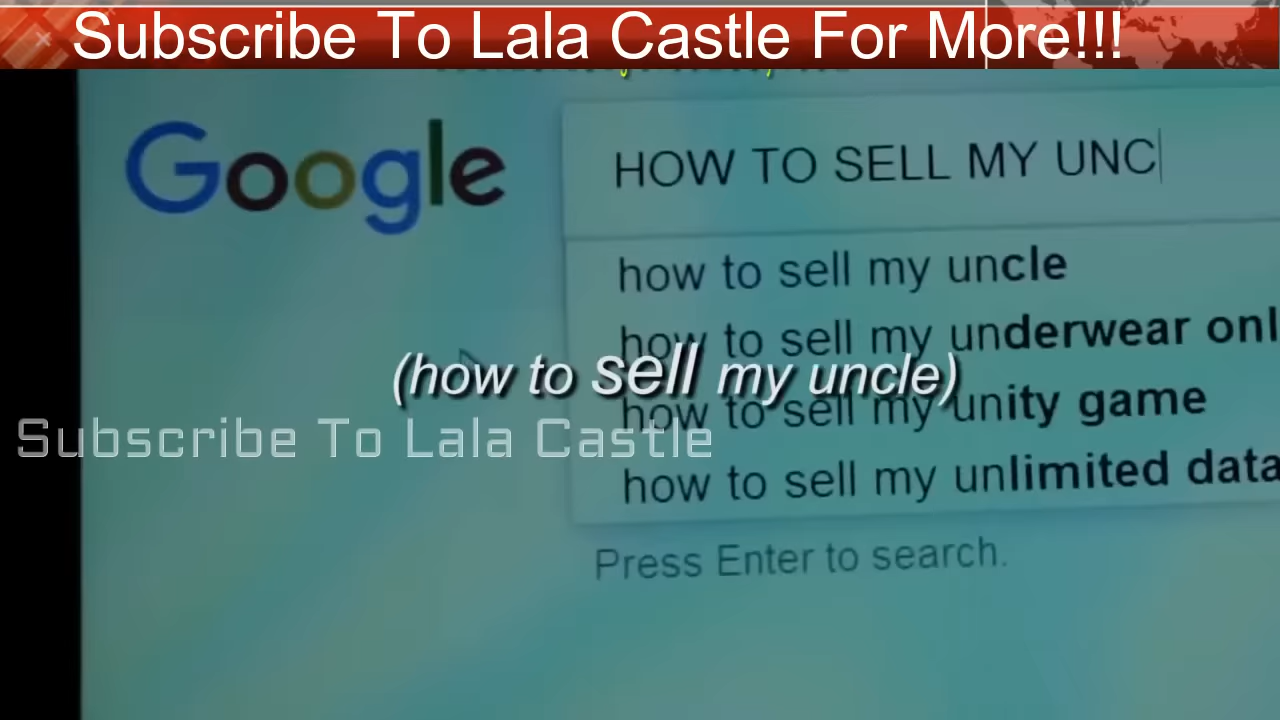 Subscribe To Lala Castle For More!!!
Google
HOW TO SELL MY UNC
how to sell my uncle
how to sell my underwear onl
(how to sell my uncle)
how to sell my unity game
Subscribe To Lala Castle
how to sell my unlimited data
Press Enter to search.